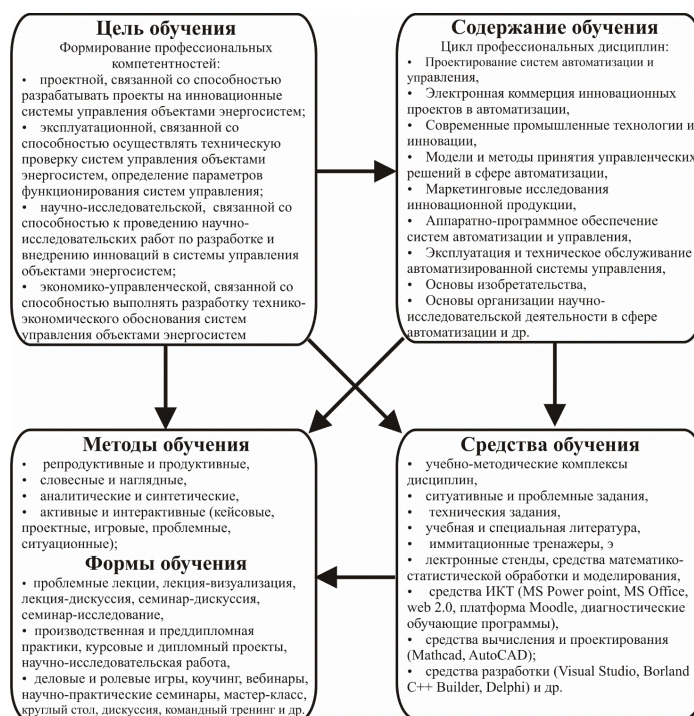 Цель обучения
Формирование профессиональных
компетентностей:
• проектной, связанной со способностью
разрабатывать проекты на инновационные
системы управления объектами энергосистем;
• эксплуатационной, связанной со
способностью осуществлять техническую
проверку систем управления объектами
энергосистем, определение параметров
функционирования систем управления;
• научно-исследовательской, связанной со
способностью к проведению научно-
исследовательских работ по разработке и
внедрению инноваций в системы управления
объектами энергосистем;
• экономико-управленческой, связанной со
способностью выполнять разработку технико-
экономического обоснования систем
управления объектами энергосистем
Содержание обучения
Цикл профессиональных дисциплин:
• Проектирование систем автоматизации и
управления,
• Электронная коммерция инновационных
проектов в автоматизации,
• Современные промышленные технологии и
инновации,
• Модели и методы принятия управленческих
решений в сфере автоматизации,
• Маркетинговые исследования
инновационной продукции,
• Аппаратно-программное обеспечение
систем автоматизации и управления,
• Эксплуатация и техническое обслуживание
автоматизированной системы управления,
• Основы изобретательства,
• Основы организации научно-
исследовательской деятельности в сфере
автоматизации и др.
Методы обучения
• репродуктивные и продуктивные,
• словесные и наглядные,
• аналитические и синтетические,
• активные и интерактивные (кейсовые,
проектные, игровые, проблемные,
ситуационные);
Формы обучения
• проблемные лекции, лекция-визуализация,
лекция-дискуссия, семинар-дискуссия,
семинар-исследование,
• производственная и преддипломная
практики, курсовые и дипломный проекты,
научно-исследовательская работа,
• деловые и ролевые игры, коучинг, вебинары,
научно-практические семинары, мастер-класс,
круглый стол, дискуссия, командный тренинг и др.
Средства обучения
• учебно-методические комплексы
дисциплин,
• ситуативные и проблемные задания,
• технические задания,
• учебная и специальная литература,
• иммитационные тренажеры, э
• лектронные стенды, средства математико-
статистической обработки и моделирования,
• средства ИКТ (MS Power point, MS Office,
web 2.0, платформа Moodle, диагностические
обучающие программы),
• средства вычисления и проектирования
(Mathcad, AutoCAD);
• средства разработки (Visual Studio, Borland
C++ Builder, Delphi) и др.